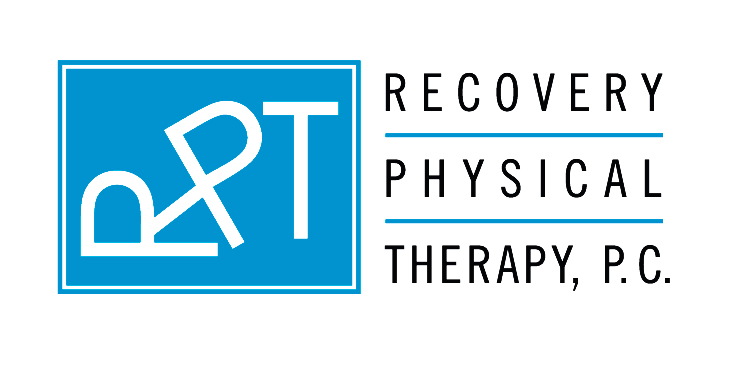 RPT
RECOVERY
PHYSICAL
THERAPY, P.C.